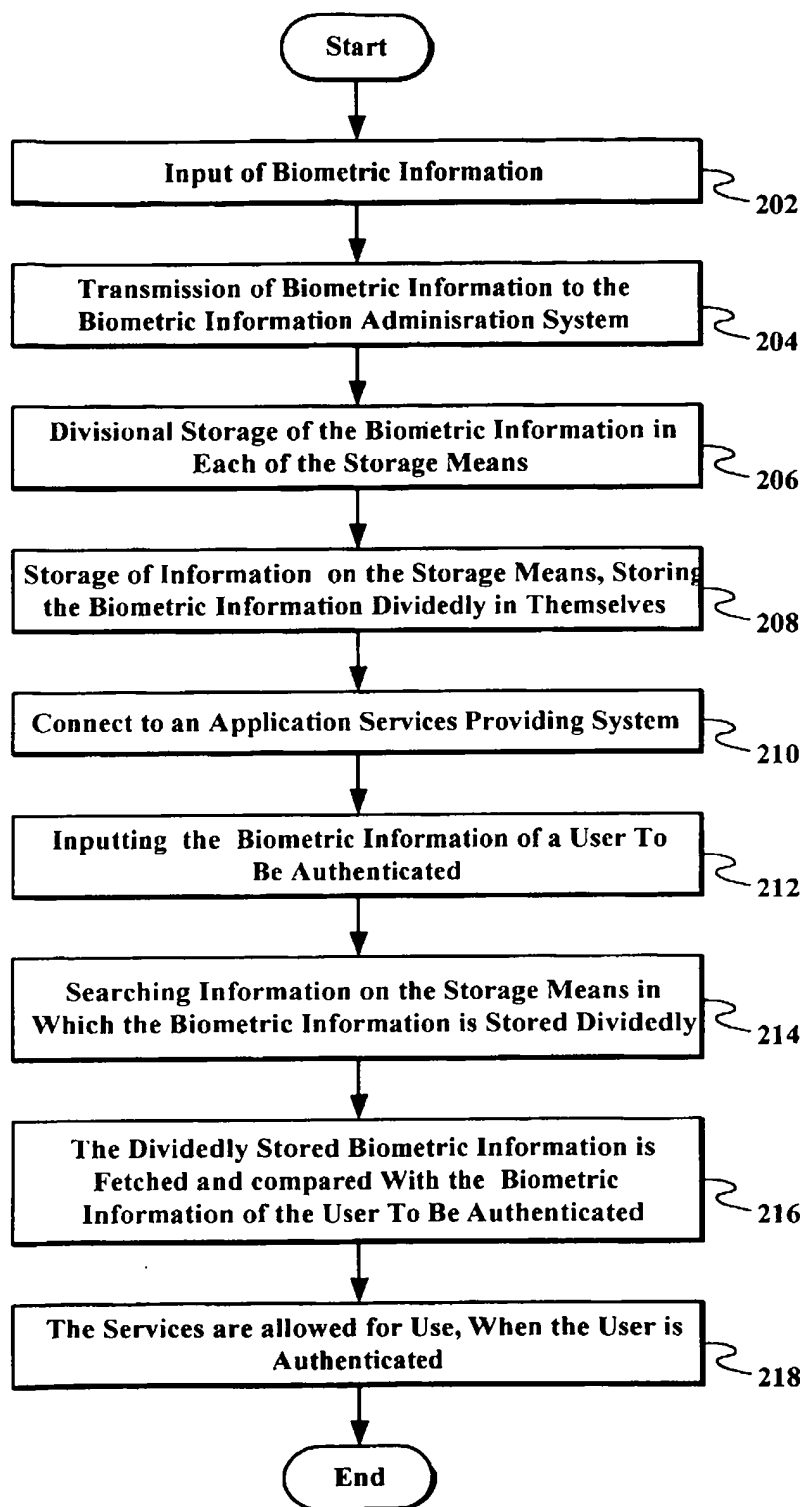 Start
Input of Biometric Information
202
Transmission of Biometric Information to the
Biometric Information Adminisration System
204
Divisional Storage of the Biometric Information in
Each of the Storage Means
206
Storage of Information on the Storage Means, Storing
the Biometric Information Dividedly in Themselves
208
Connect to an Application Services Providing System
210
Inputting the Biometric Information of a User To
Be Authenticated
212
Searching Information on the Storage Means in
Which the Biometric Information is Stored Dividedly
214
The Dividedly Stored Biometric Information is
Fetched and compared With the Biometric
Information of the User To Be Authenticated
216
The Services are allowed for Use, When the User is
Authenticated
218
End